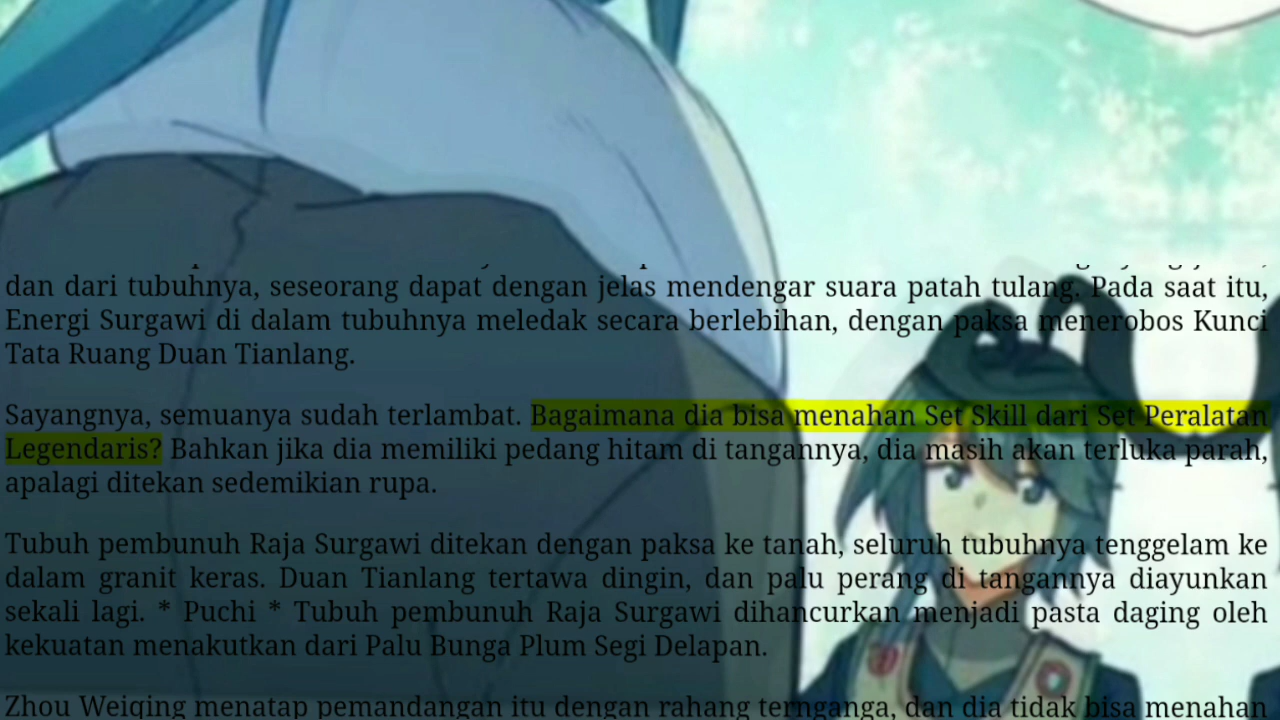 dan dari tubuhnya, seseorang dapat dengan jelas mendengar suara patah tulang. Pada saat itu,
Energi Surgawi di dalam tubuhnya meledak secara berlebihan, dengan paksa menerobos Kunci
Tata Ruang Duan Tianlang.
Sayangnya, semuanya sudah terlambat. Bagaimana dia bisa menahan Set Skill dari Set Peralatan
Legendaris? Bahkan jika dia memiliki pedang hitam di tangannya, dia masih akan terluka parah,
apalagi ditekan sedemikian rupa.
Tubuh pembunuh Raja Surgawi ditekan dengan paksa ke tanah, seluruh tubuhnya tenggelam ke
dalam granit keras. Duan Tianlang tertawa dingin, dan palu perang di tangannya diayunkan
sekali lagi. * Puchi * Tubuh pembunuh Raja Surgawi dihancurkan menjadi pasta daging oleh
kekuatan menakutkan dari Palu Bunga Plum Segi Delapan.
Zhou Weiqing menatap pemandangan itu dengan rahang ternganga, dan dia tidak bisa menahan